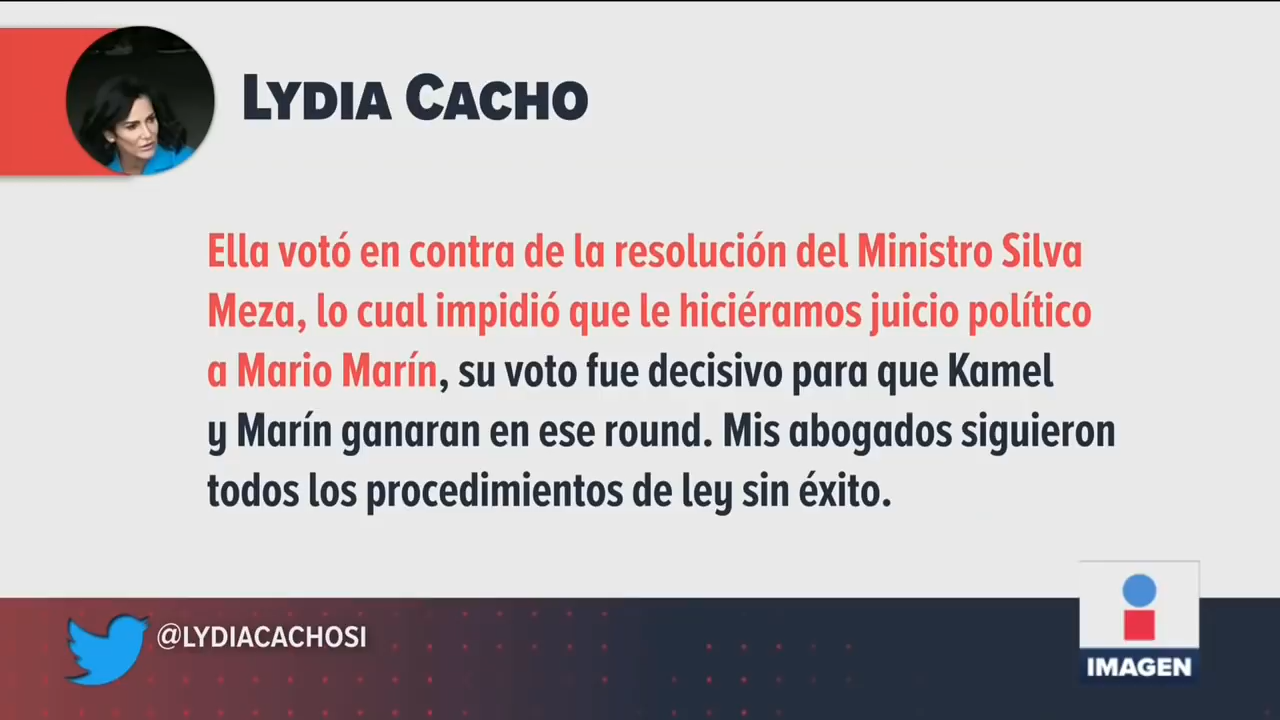 LYDIA CACHO
Ella votó en contra de la resolución del Ministro Silva
Meza, lo cual impidió que le hiciéramos juicio político
a Mario Marín, su voto fue decisivo para que Kamel
y Marín ganaran en ese round. Mis abogados siguieron
todos los procedimientos de ley sin éxito.
@LYDIACACHOSI
IMAGEN